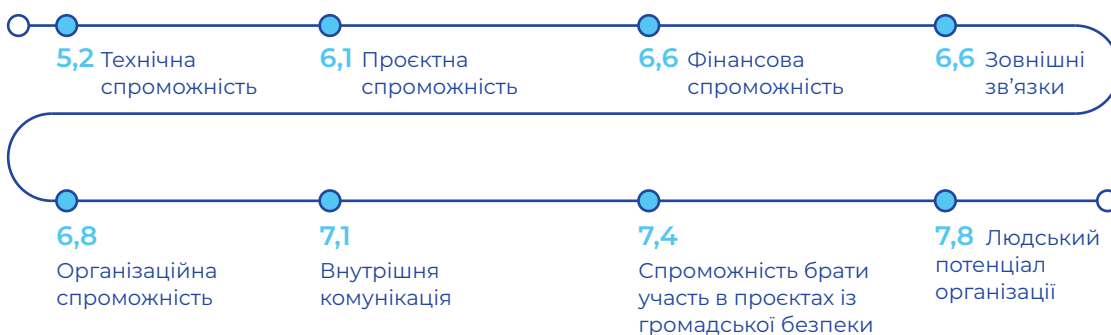 5,2 Технічна
спроможність
6,1 Проєктна
спроможність
6,6 Фінансова
спроможність
6,6 Зовнішні
зв’язки
6,8
Організаційна
спроможність
7,1
Внутрішня
комунікація
7,4
Спроможність брати
участь в проєктах із
громадської безпеки
7,8 Людський
потенціал
організації